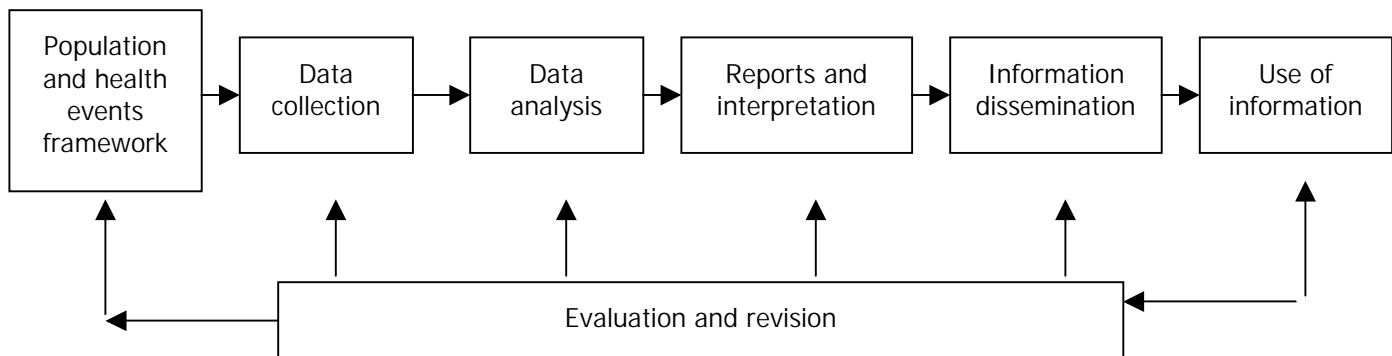 Population
and health
events
framework
Data
collection
Data
analysis
Reports and
interpretation
Information
dissemination
Use of
information
Evaluation and revision